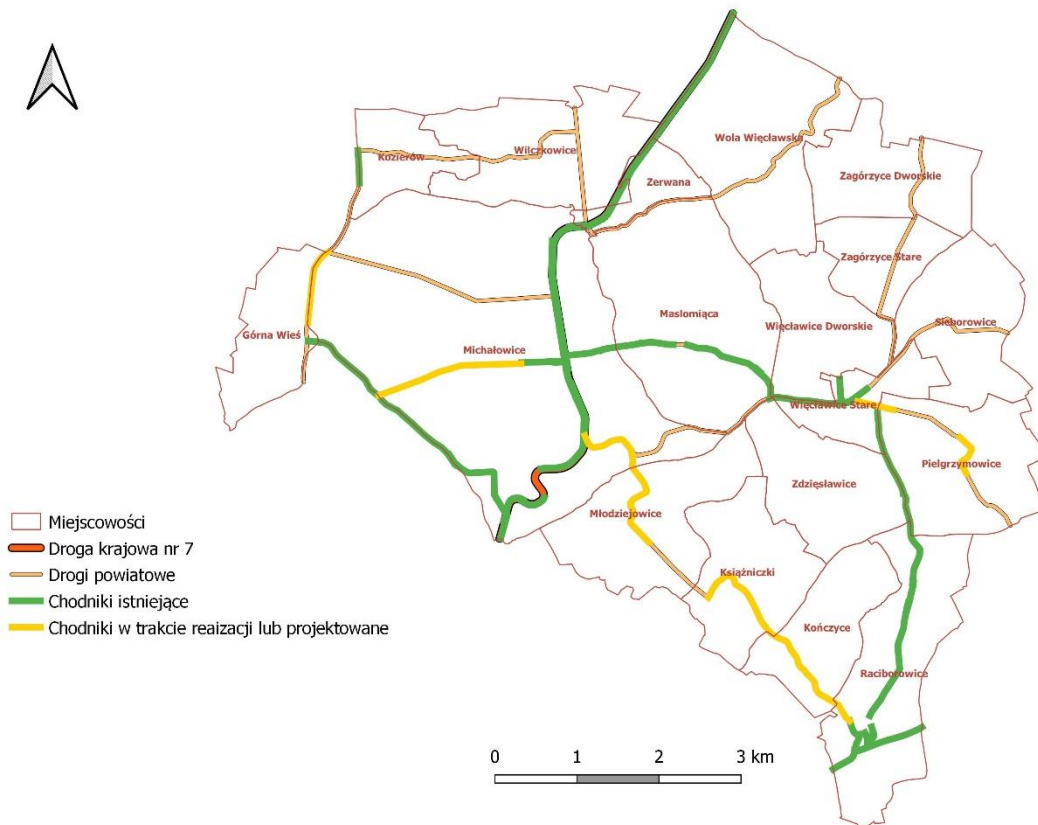 Wola Więcławska
Kozierów
Wilczkowice
Zerwana
Zagórzyce Dworskie
Zagórzyce Stare
Masłomiąca
Więcławice Dworskie
Sieborowice
Górna Wieś
Michałowice
Więcławice Stare
Pielgrzymowice
Zdzięsławice
Młodziejowice
Książniczki
Kończyce
Raciborowice
Miejscowości
Droga krajowa nr 7
Drogi powiatowe
Chodniki istniejące
Chodniki w trakcie reaizacji lub projektowane
0 1 2 3 km